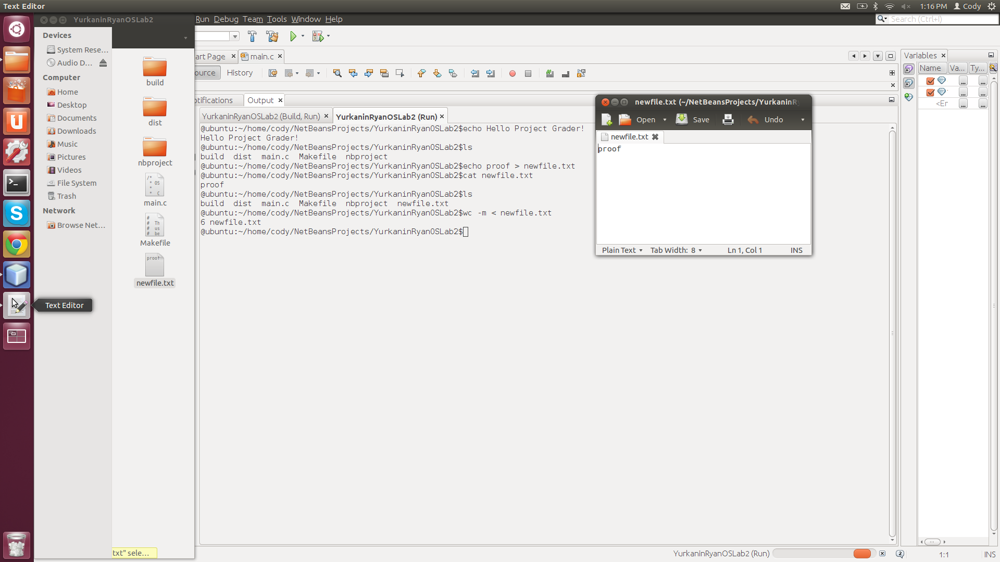 Text Editor
1:16 PM Cody
YurkaninRyanOSLab2
Run Debug Team Tools Window Help
Search (Ctrl+I)
Devices
System Rese...
Audio D...
Computer
Home
Desktop
Documents
Downloads
Music
Pictures
Videos
File System
Trash
Network
Browse Net...
build
dist
nbproject
main.c
Makefile
proof
newfile.txt
Text Editor
txt" sele...
art Page
main.c
ource
History
otifications
Output
YurkaninRyanOSLab2 (Build, Run)
YurkaninRyanOSLab2 (Run)
@ubuntu:~/home/cody/NetBeansProjects/YurkaninRyanOSLab2$echo Hello Project Grader!
Hello Project Grader!
@ubuntu:~/home/cody/NetBeansProjects/YurkaninRyanOSLab2$ls
build dist main.c Makefile nbproject
@ubuntu:~/home/cody/NetBeansProjects/YurkaninRyanOSLab2$echo proof > newfile.txt
@ubuntu:~/home/cody/NetBeansProjects/YurkaninRyanOSLab2$cat newfile.txt
proof
@ubuntu:~/home/cody/NetBeansProjects/YurkaninRyanOSLab2$ls
build dist main.c Makefile nbproject newfile.txt
@ubuntu:~/home/cody/NetBeansProjects/YurkaninRyanOSLab2$wc -m < newfile.txt
6 newfile.txt
@ubuntu:~/home/cody/NetBeansProjects/YurkaninRyanOSLab2$
newfile.txt (~/NetBeansProjects/YurkaninRy
Open Save Undo
newfile.txt
proof
Plain Text Tab Width: 8 Ln 1, Col 1 INS
Variables
Name Va... Ty...
<Er
YurkaninRyanOSLab2 (Run)
2
1:1 INS